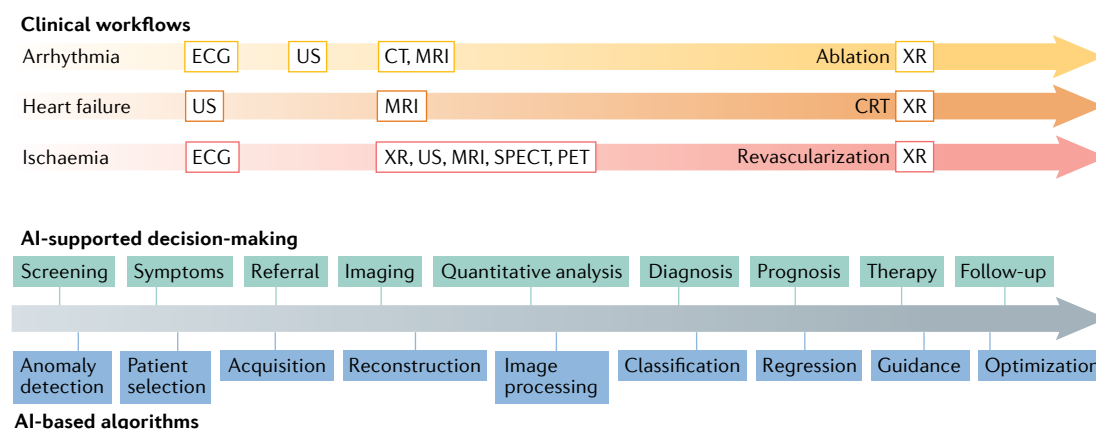 Clinical workflows
Arrhythmia ECG US CT, MRI Ablation XR
Heart failure US MRI CRT XR
Ischaemia ECG XR, US, MRI, SPECT, PET Revascularization XR
AI-supported decision-making
Screening Symptoms Referral Imaging Quantitative analysis Diagnosis Prognosis Therapy Follow-up
Anomaly detection Patient selection Acquisition Reconstruction Image processing Classification Regression Guidance Optimization
AI-based algorithms